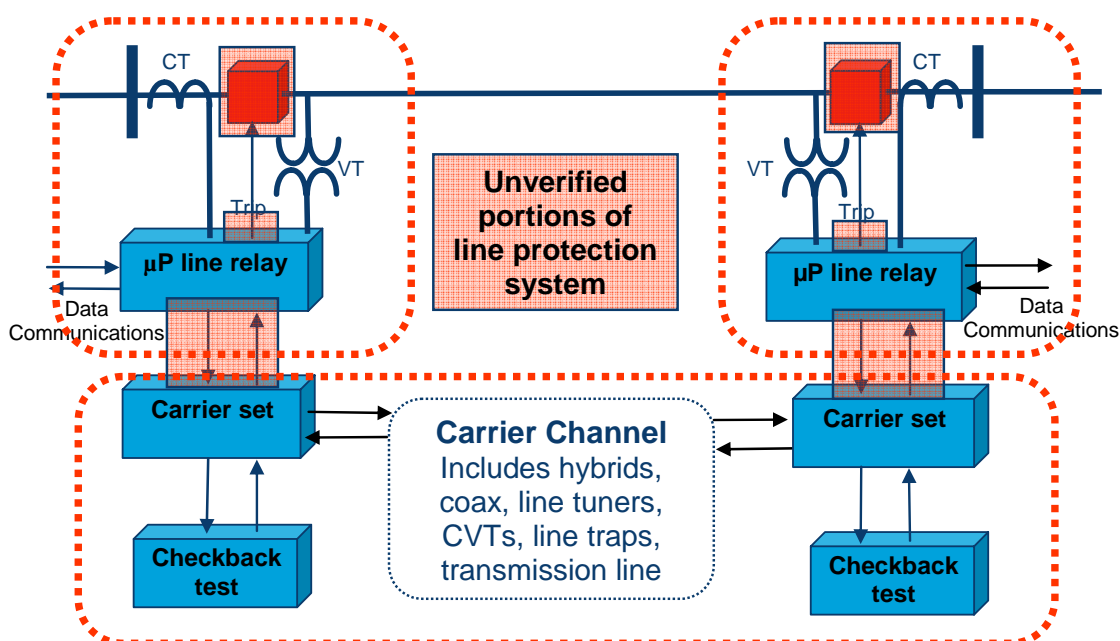 CT
CT
VT
VT
Unverified
portions of
line protection
system
Trip
Trip
µP line relay
µP line relay
Data
Communications
Data
Communications
Carrier set
Carrier set
Carrier Channel
Includes hybrids,
coax, line tuners,
CVTs, line traps,
transmission line
Checkback
test
Checkback
test